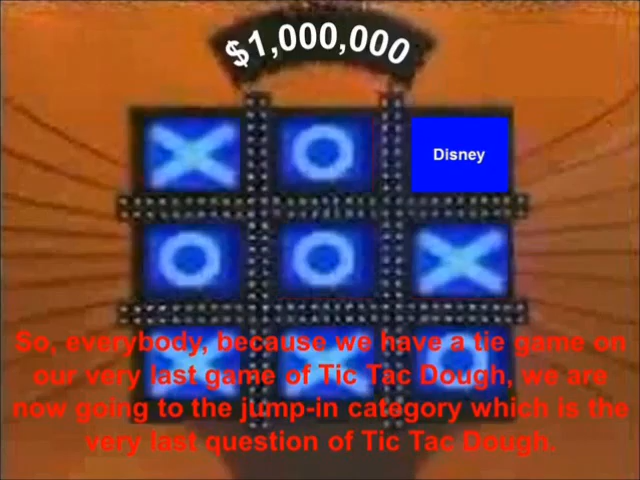 $1,000,000
X O Disney
O O X
X X O
So, everybody, because we have a tie game on
our very last game of Tic Tac Dough, we are
now going to the jump-in category which is the
very last question of Tic Tac Dough.